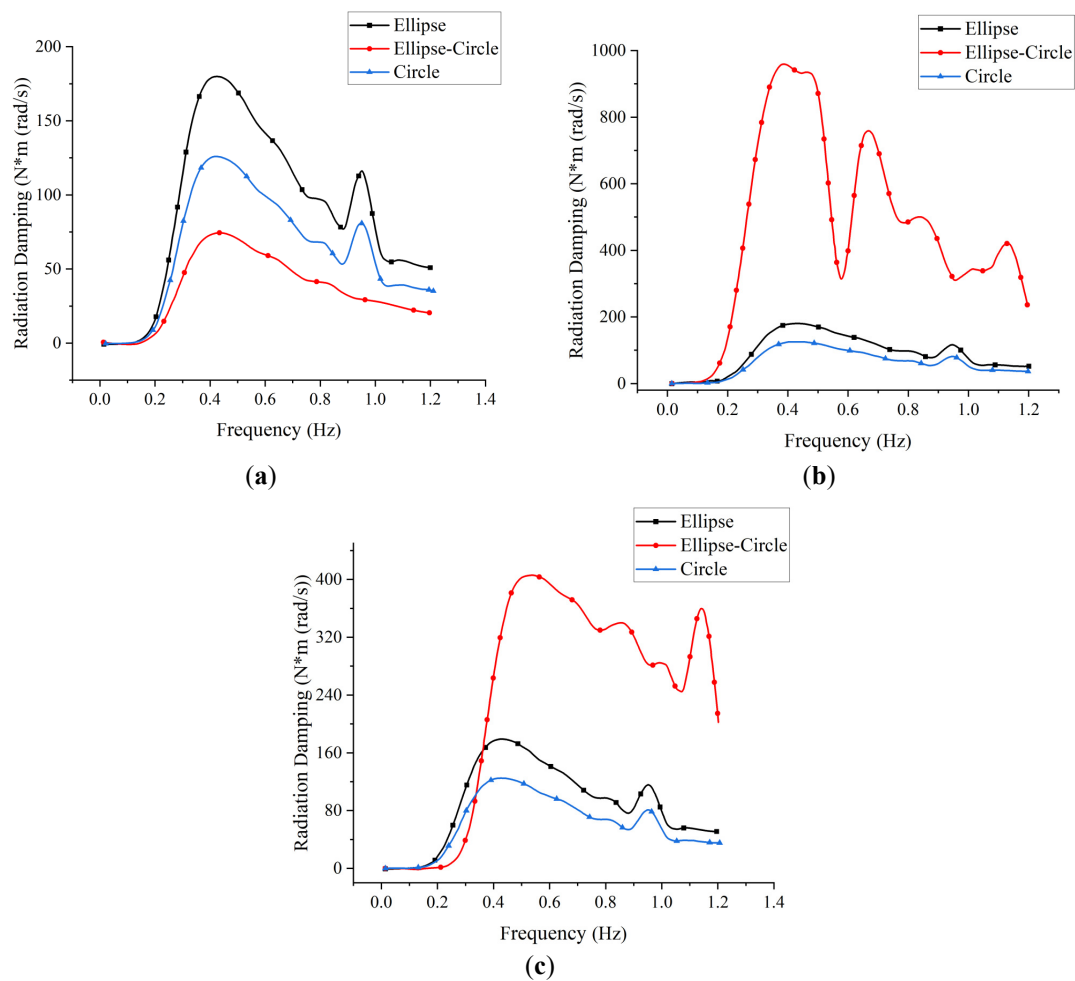 Ellipse
Ellipse-Circle
Circle
Radiation Damping (N*m (rad/s))
200
150
100
50
0
0.0 0.2 0.4 0.6 0.8 1.0 1.2 1.4
Frequency (Hz)
(a)
Ellipse
Ellipse-Circle
Circle
Radiation Damping (N*m (rad/s))
1000
800
600
400
200
0
0.0 0.2 0.4 0.6 0.8 1.0 1.2
Frequency (Hz)
(b)
Ellipse
Ellipse-Circle
Circle
Radiation Damping (N*m (rad/s))
400
320
240
160
80
0
0.0 0.2 0.4 0.6 0.8 1.0 1.2 1.4
Frequency (Hz)
(c)